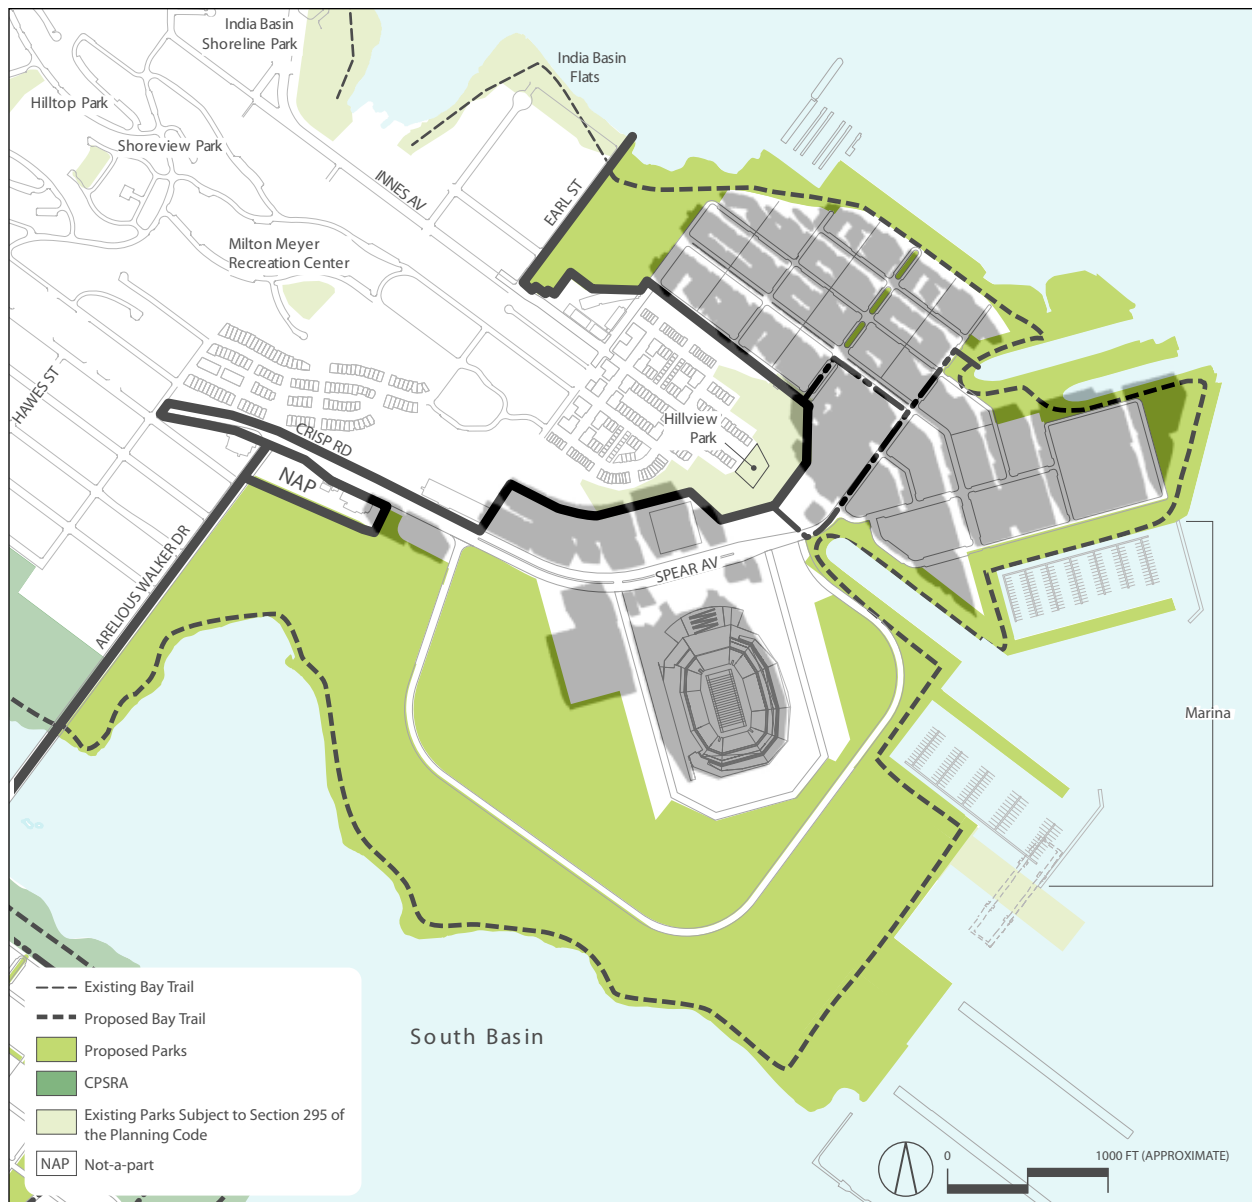 India Basin
Shoreline Park
India Basin
Flats
Hilltop Park
Shoreview Park
INNES AV
EARL ST
Milton Meyer
Recreation Center
HAWES ST
Hillview
Park
CRISP RD
NAP
SPEAR AV
ARELIOUS WALKER DR
Marina
Existing Bay Trail
Proposed Bay Trail
Proposed Parks
CPSRA
Existing Parks Subject to Section 295 of
the Planning Code
NAP Not-a-part
South Basin
0 1000 FT (APPROXIMATE)